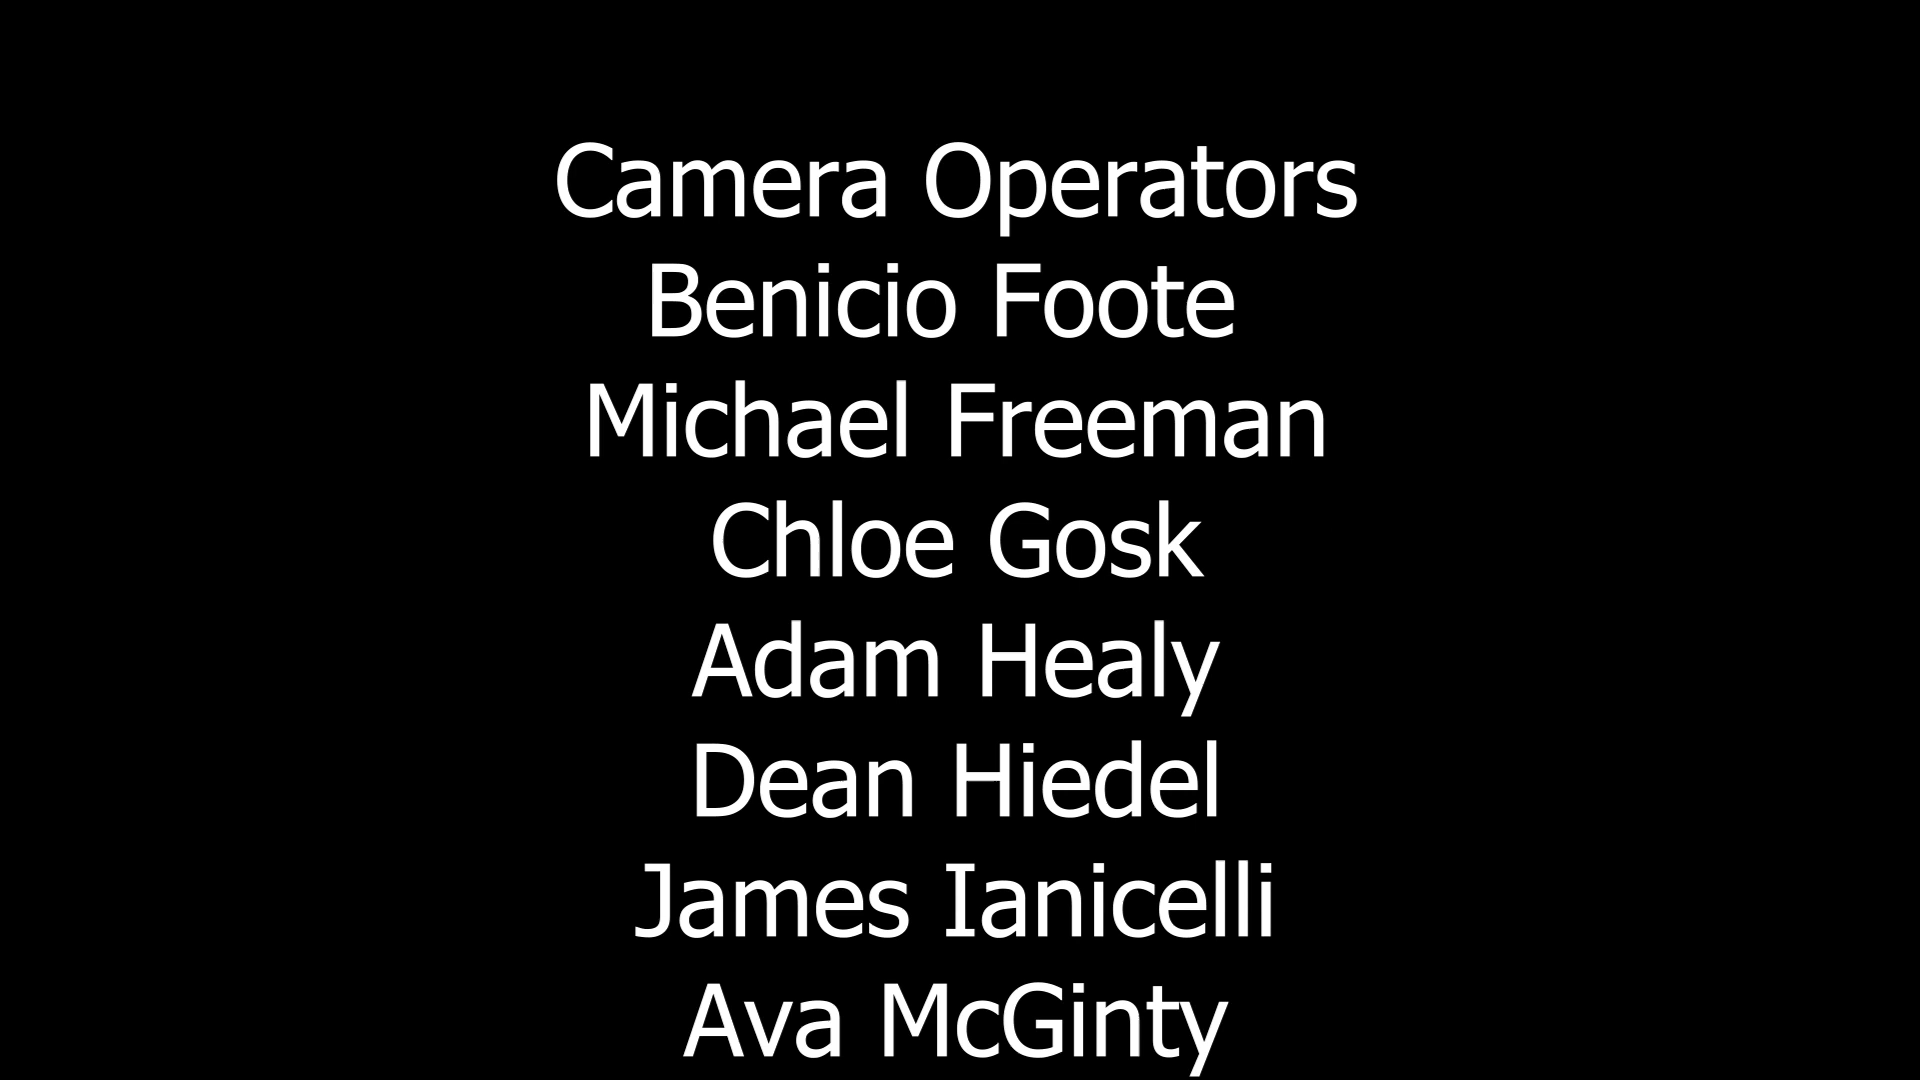 Camera Operators
Benicio Foote
Michael Freeman
Chloe Gosk
Adam Healy
Dean Hiedel
James Ianicelli
Ava McGinty